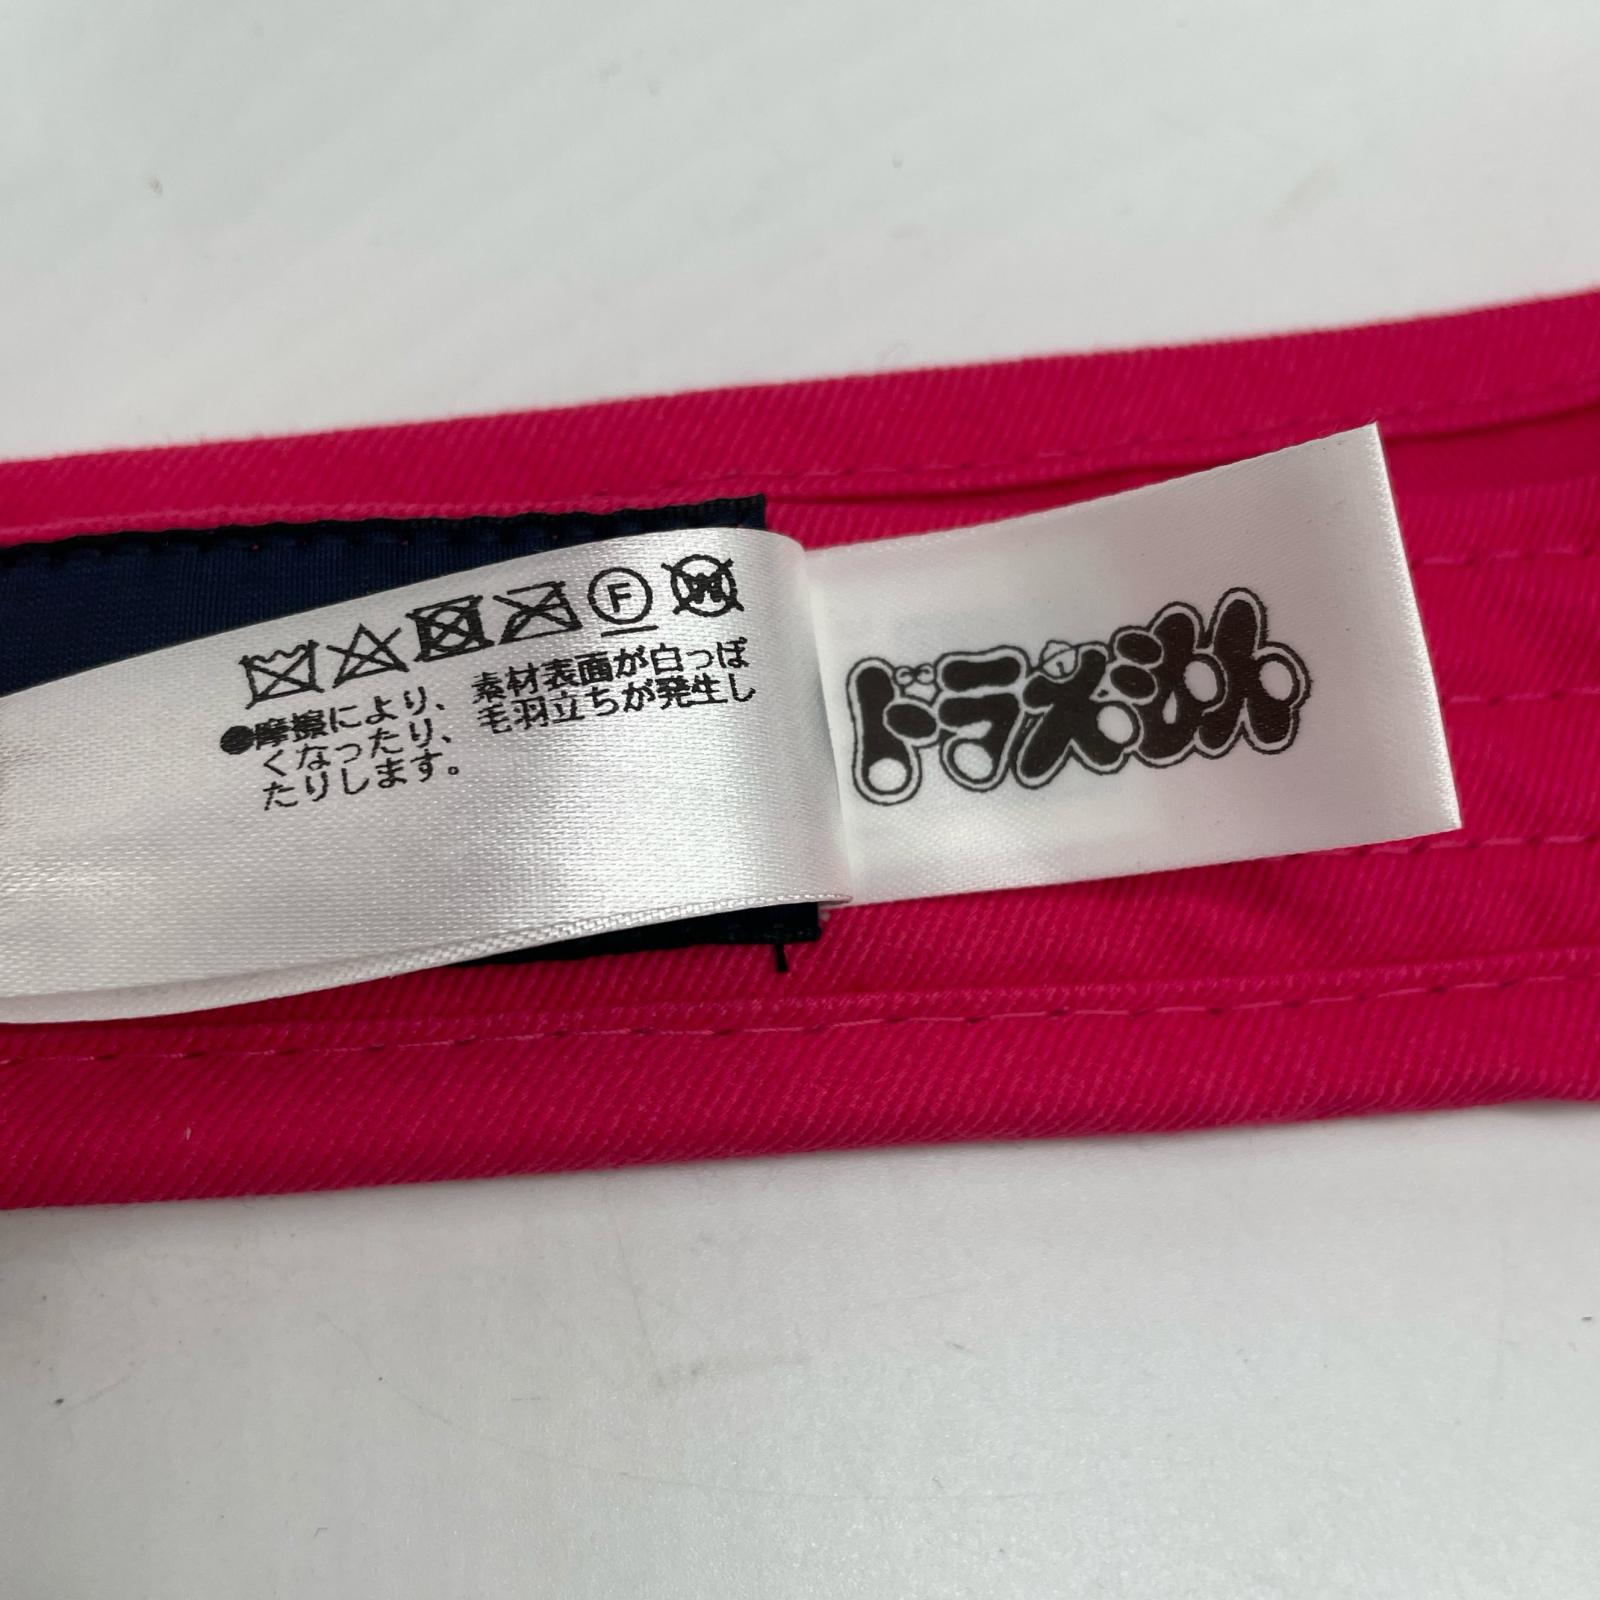 F
W
●摩擦により、素材表面が白っぽ
くなったり、毛羽立ちが発生し
たりします。
ドラえもん